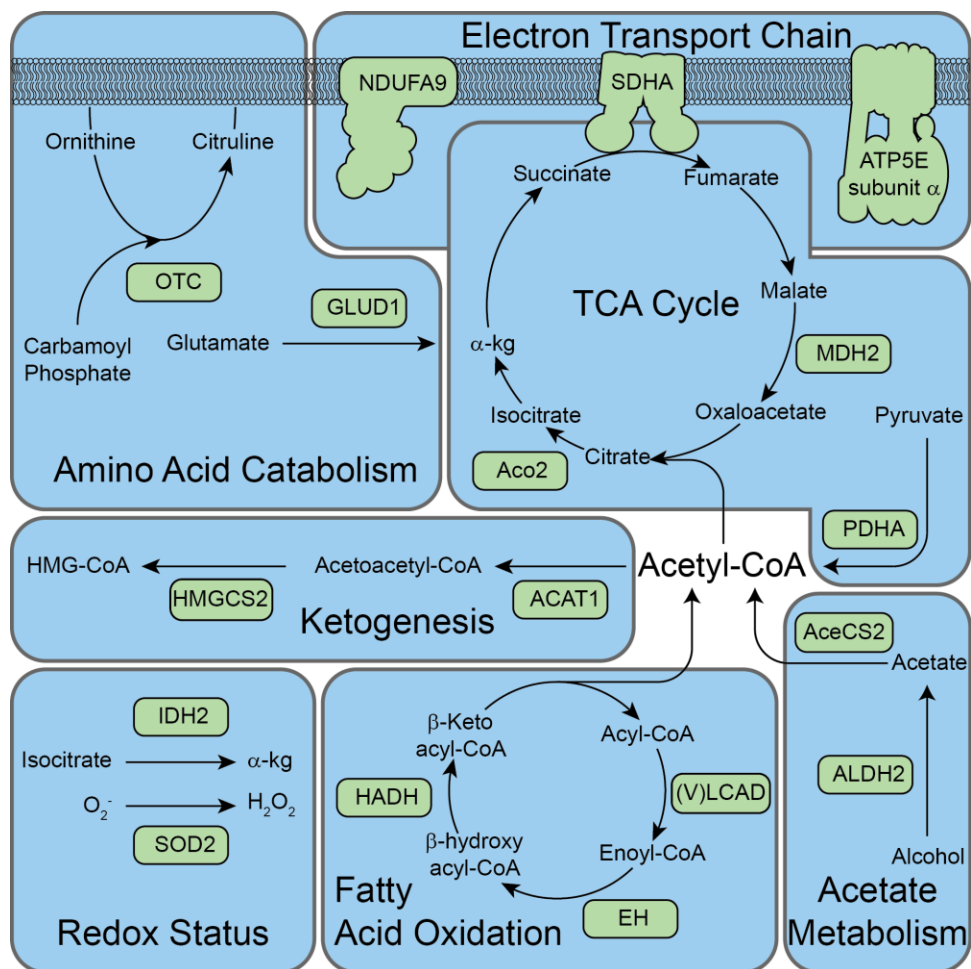 Electron Transport Chain
NDUFA9
SDHA
ATP5E
subunit α
Ornithine
Citruline
OTC
Carbamoyl
Phosphate
Glutamate
GLUD1
Amino Acid Catabolism
Succinate
Fumarate
TCA Cycle
Malate
MDH2
α-kg
Isocitrate
Oxaloacetate
Citrate
Aco2
Pyruvate
PDHA
Acetyl-CoA
HMG-CoA
Acetoacetyl-CoA
HMGCS2
ACAT1
Ketogenesis
AceCS2
Acetate
ALDH2
Alcohol
Acetate
Metabolism
IDH2
Isocitrate
α-kg
O₂⁻
H₂O₂
SOD2
Redox Status
β-Keto
acyl-CoA
Acyl-CoA
HADH
(V)LCAD
β-hydroxy
acyl-CoA
Enoyl-CoA
EH
Fatty
Acid Oxidation